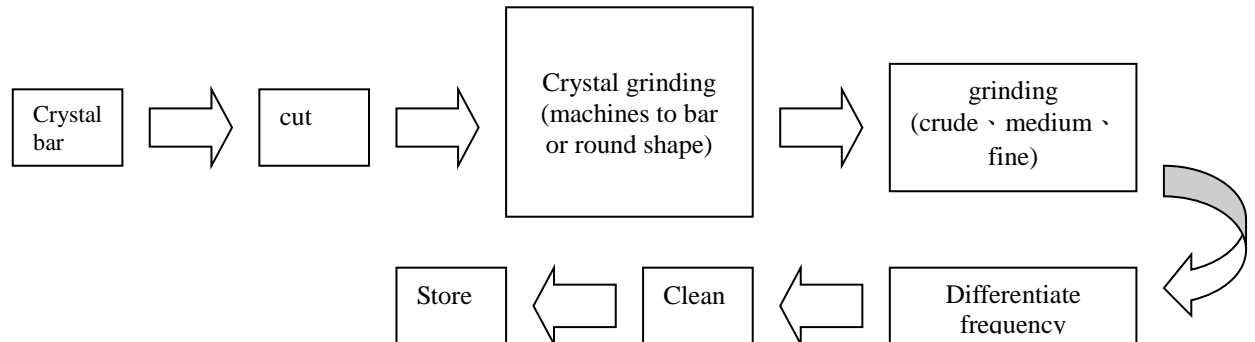 Crystal
bar
cut
Crystal grinding
(machines to bar
or round shape)
grinding
(crude、medium、
fine)
Differentiate
frequency
Clean
Store